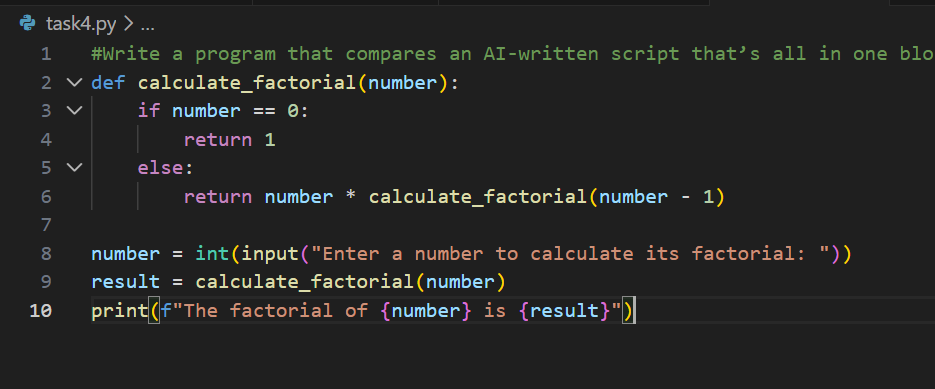 task4.py > ...
1 #Write a program that compares an AI-written script that’s all in one blo
2 def calculate_factorial(number):
3     if number == 0:
4         return 1
5     else:
6         return number * calculate_factorial(number - 1)
7
8 number = int(input("Enter a number to calculate its factorial: "))
9 result = calculate_factorial(number)
10 print(f"The factorial of {number} is {result}")